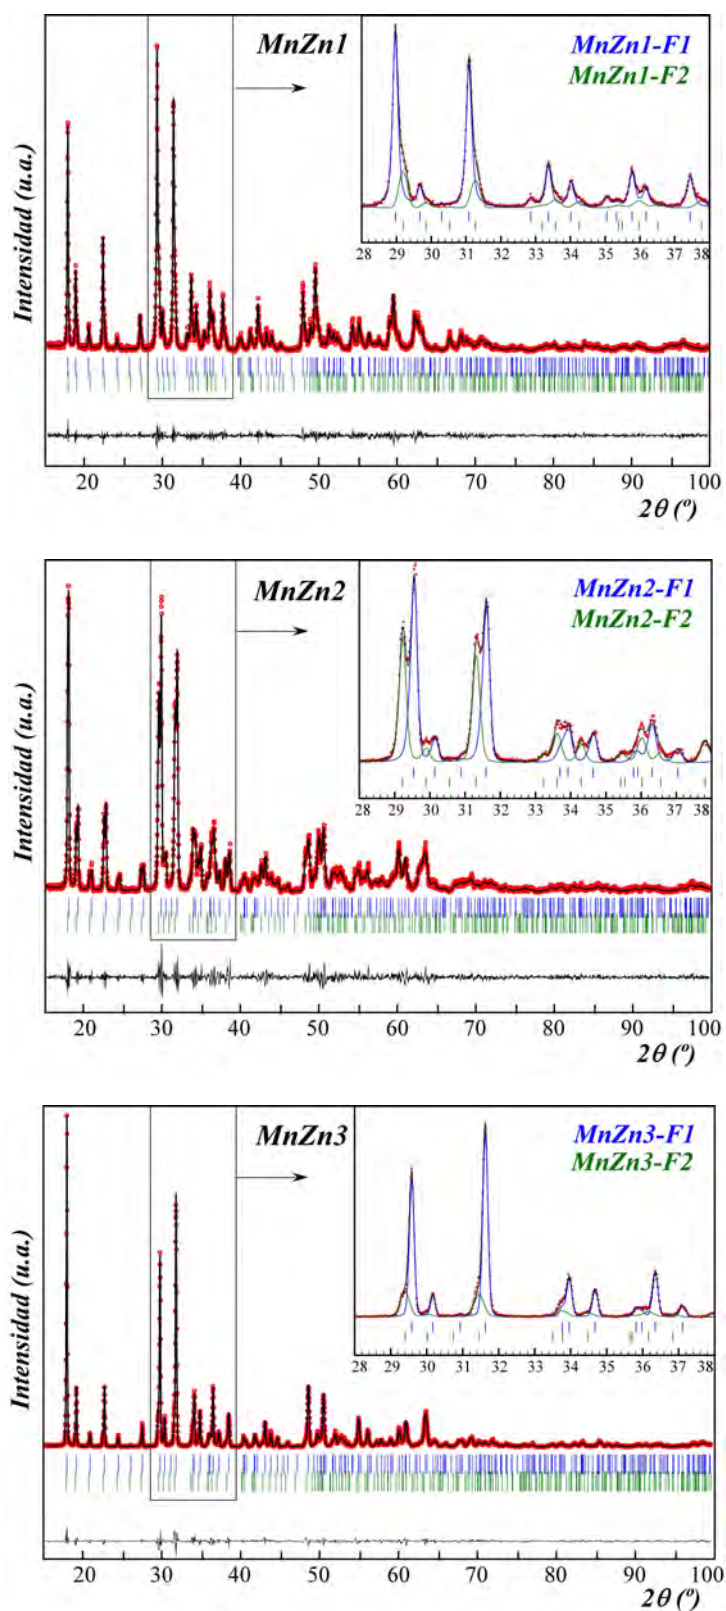 MnZn1
MnZn1-F1
MnZn1-F2
Intensidad (u.a.)
28 29 30 31 32 33 34 35 36 37 38
20 30 40 50 60 70 80 90 100
2θ (º)
MnZn2
MnZn2-F1
MnZn2-F2
Intensidad (u.a.)
28 29 30 31 32 33 34 35 36 37 38
20 30 40 50 60 70 80 90 100
2θ (º)
MnZn3
MnZn3-F1
MnZn3-F2
Intensidad (u.a.)
28 29 30 31 32 33 34 35 36 37 38
20 30 40 50 60 70 80 90 100
2θ (º)